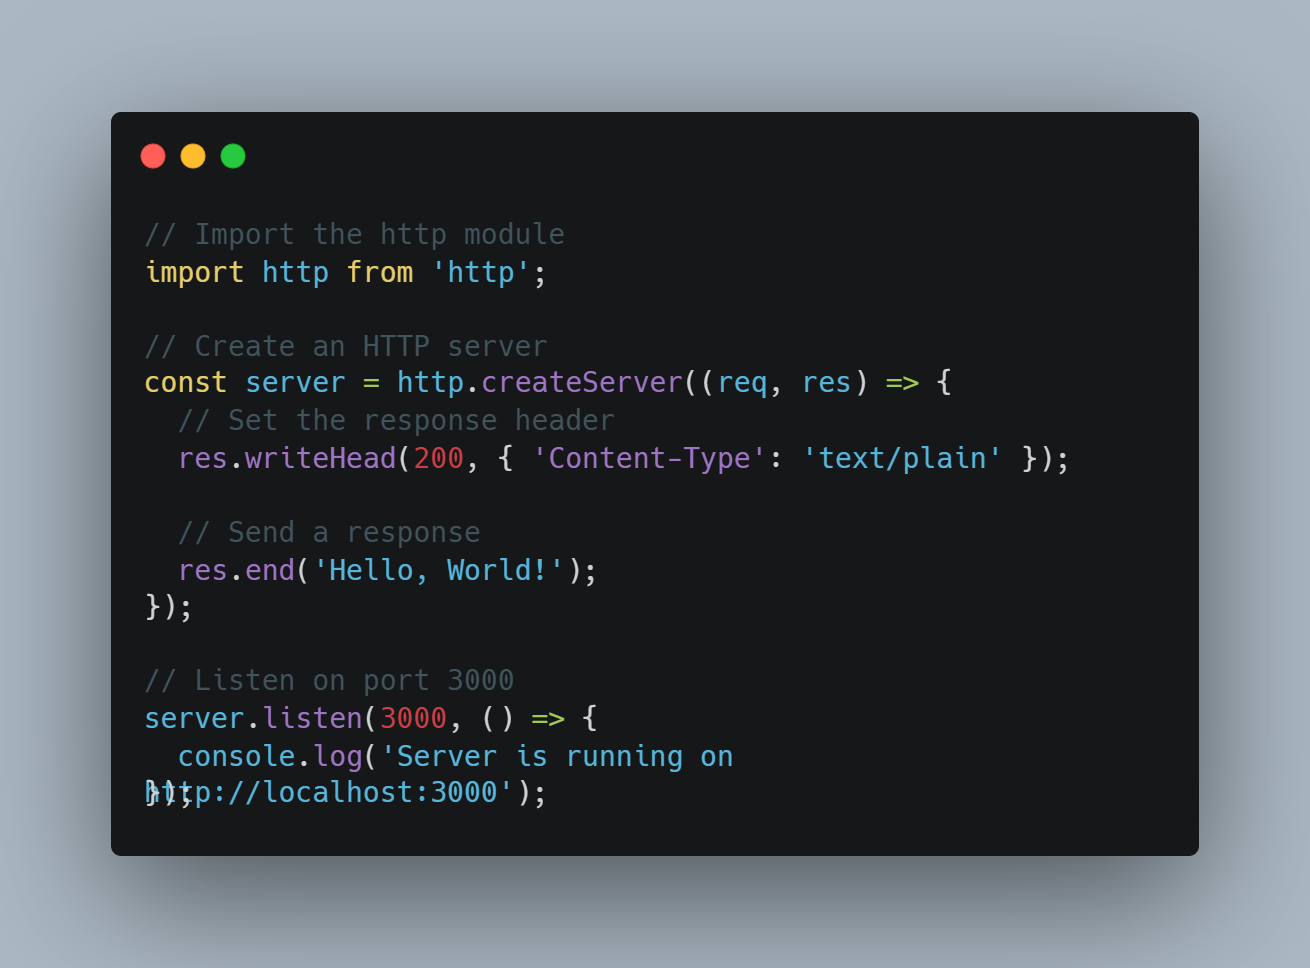 // Import the http module
import http from 'http';
// Create an HTTP server
const server = http.createServer((req, res) => {
// Set the response header
res.writeHead(200, { 'Content-Type': 'text/plain' });
// Send a response
res.end('Hello, World!');
});
// Listen on port 3000
server.listen(3000, () => {
console.log('Server is running on
http://localhost:3000');
});